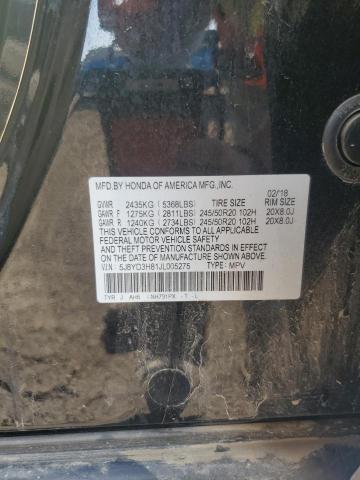 MFD.BY HONDA OF AMERICA MFG.,INC. 02/18
GVWR 2435KG ( 5368LBS) TIRE SIZE RIM SIZE
GAWR F 1275KG ( 2811LBS) 245/50R20 102H 20X8.0J
GAWR R 1240KG ( 2734LBS) 245/50R20 102H 20X8.0J
THIS VEHICLE CONFORMS TO ALL APPLICABLE
FEDERAL MOTOR VEHICLE SAFETY
AND THEFT PREVENTION STANDARDS IN EFFECT
ON THE DATE OF MANUFACTURE SHOWN ABOVE.
V.I.N.: 5J8YD3H81JL005275 TYPE: MPV
TYR J AH6 NH731PX - T - L